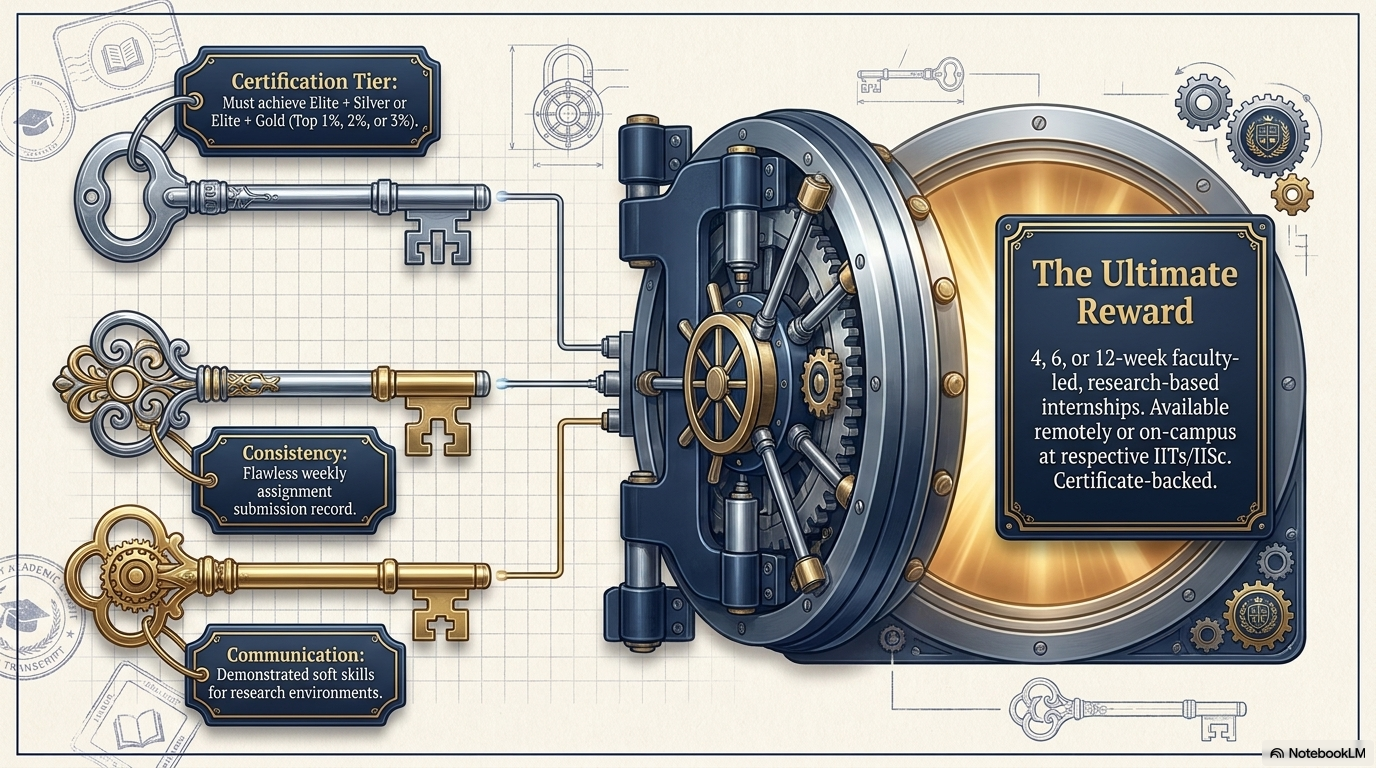 Certification Tier:
Must achieve Elite + Silver or
Elite + Gold (Top 1%, 2%, or 3%).
Consistency:
Flawless weekly
assignment
submission record.
Communication:
Demonstrated soft skills
for research environments.
The Ultimate
Reward
4, 6, or 12-week faculty-
led, research-based
internships. Available
remotely or on-campus
at respective IITs/IISc.
Certificate-backed.
TRANSCRIPT
NotebookLM